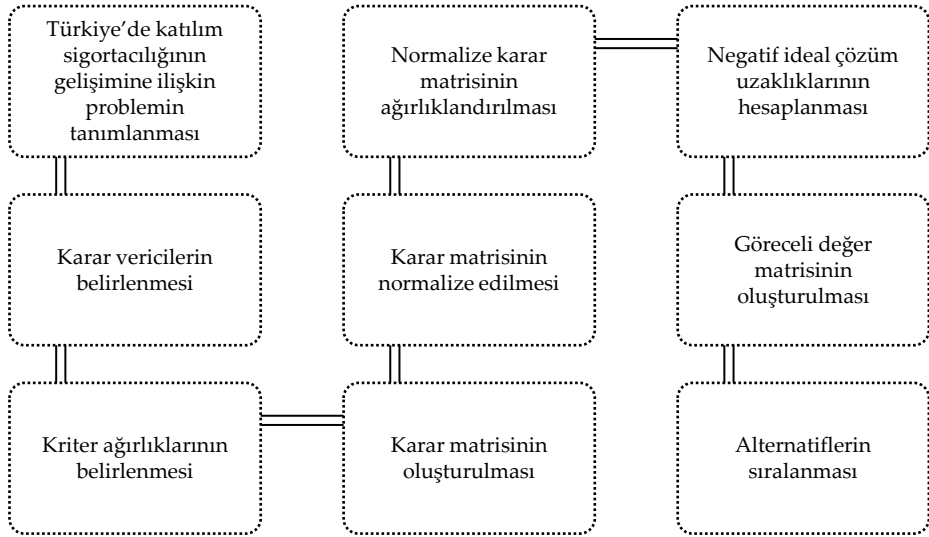 Türkiye’de katılım
sigortacılığının
gelişimine ilişkin
problemin
tanımlanması
Karar vericilerin
belirlenmesi
Kriter ağırlıklarının
belirlenmesi
Karar matrisinin
oluşturulması
Karar matrisinin
normalize edilmesi
Normalize karar
matrisinin
ağırlıklandırılması
Negatif ideal çözüm
uzaklıklarının
hesaplanması
Göreceli değer
matrisinin
oluşturulması
Alternatiflerin
sıralanması